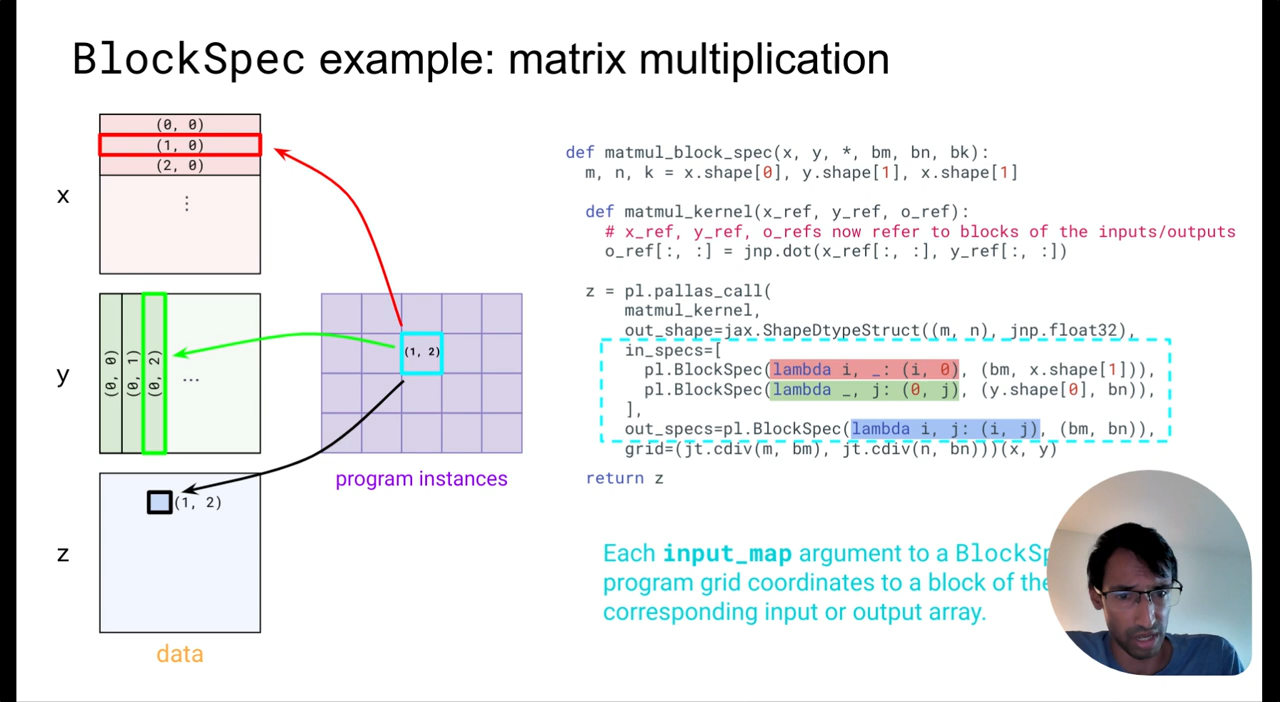 BlockSpec example: matrix multiplication
x
(0, 0)
(1, 0)
(2, 0)
⋮
y
(0, 0)
(0, 1)
(0, 2)
...
z
(1, 2)
data
(1, 2)
program instances
def matmul_block_spec(x, y, *, bm, bn, bk):
m, n, k = x.shape[0], y.shape[1], x.shape[1]
def matmul_kernel(x_ref, y_ref, o_ref):
# x_ref, y_ref, o_refs now refer to blocks of the inputs/outputs
o_ref[:, :] = jnp.dot(x_ref[:, :], y_ref[:, :])
z = pl.pallas_call(
matmul_kernel,
out_shape=jax.ShapeDtypeStruct((m, n), jnp.float32),
in_specs=[
pl.BlockSpec(lambda i, _: (i, 0), (bm, x.shape[1])),
pl.BlockSpec(lambda _, j: (0, j), (y.shape[0], bn)),
],
out_specs=pl.BlockSpec(lambda i, j: (i, j), (bm, bn)),
grid=(jt.cdiv(m, bm), jt.cdiv(n, bn)))(x, y)
return z
Each input_map argument to a BlockSp
program grid coordinates to a block of the
corresponding input or output array.